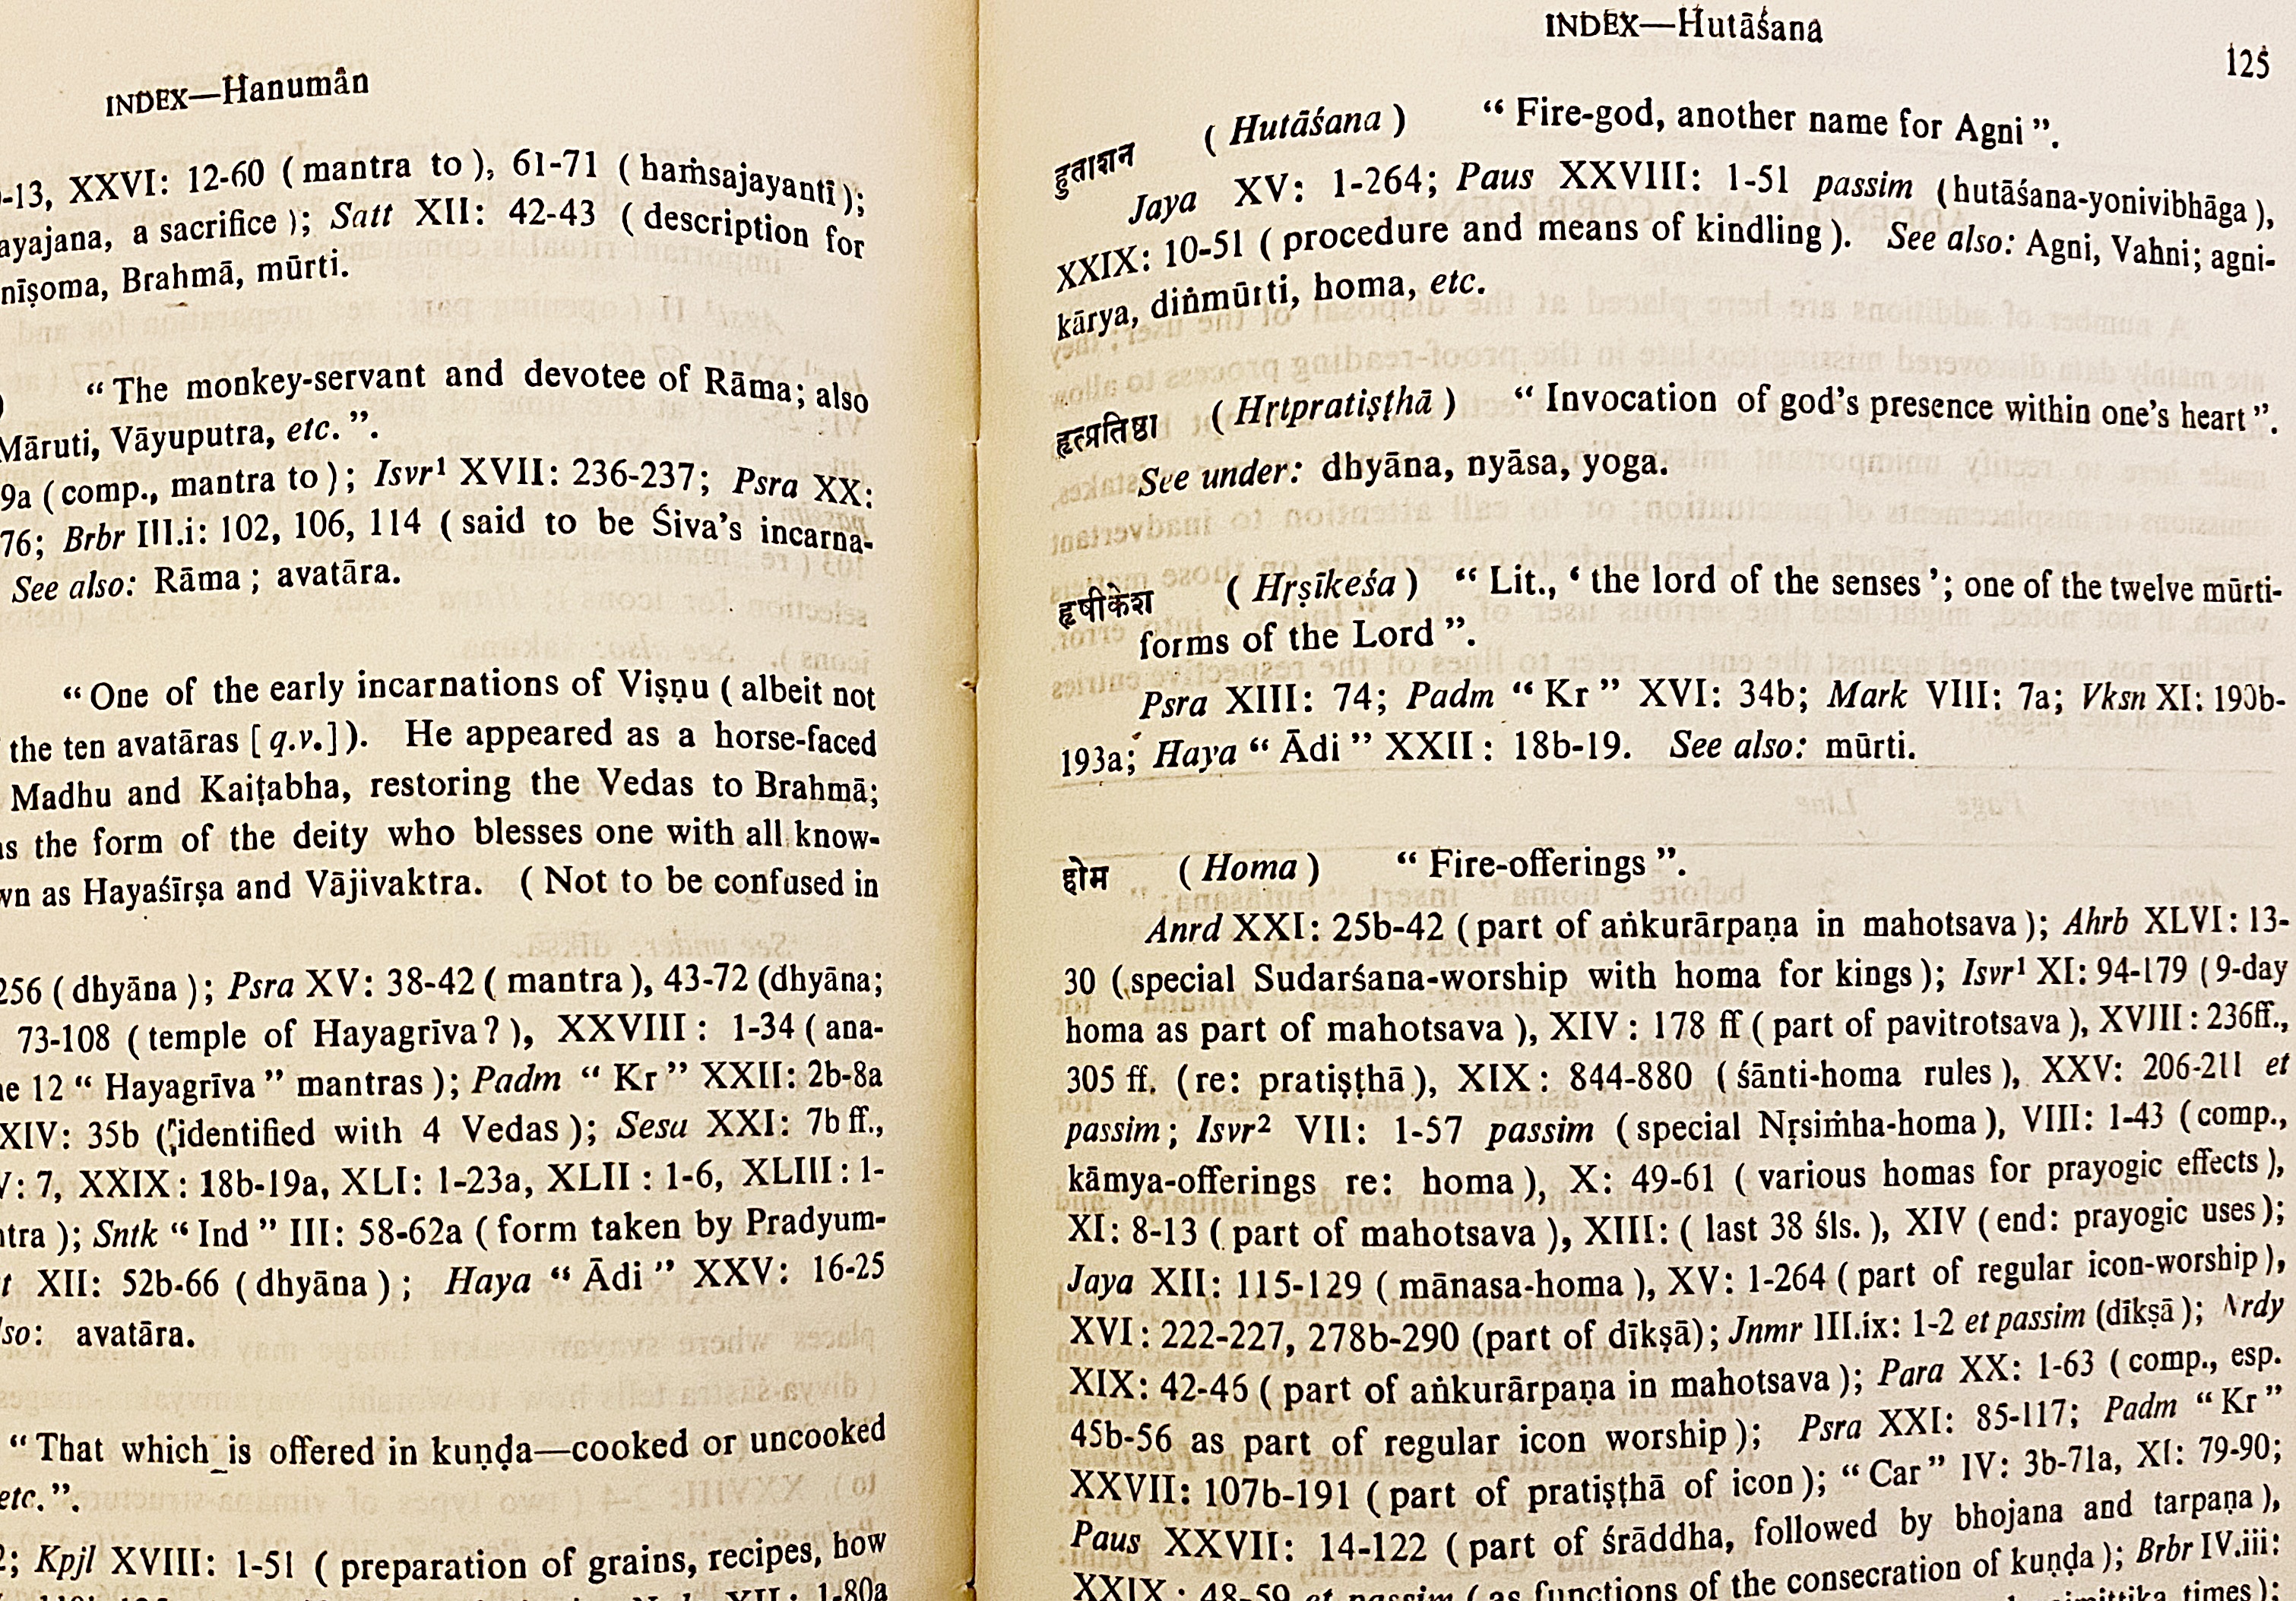 INDEX—Hanumān
-13, XXVI: 12-60 ( mantra to ), 61-71 ( haṁsajayantī );
ayajana, a sacrifice ); Satt XII: 42-43 ( description for
nīṣoma, Brahmā, mūrti.
) “ The monkey-servant and devotee of Rāma; also
Māruti, Vāyuputra, etc. ”.
9a ( comp., mantra to ); Isvr¹ XVII: 236-237; Psra XX:
76; Brbr III.i: 102, 106, 114 ( said to be Śiva’s incarna-
See also: Rāma ; avatāra.
“ One of the early incarnations of Viṣṇu ( albeit not
the ten avatāras [ q.v. ] ). He appeared as a horse-faced
Madhu and Kaiṭabha, restoring the Vedas to Brahmā;
as the form of the deity who blesses one with all know-
wn as Hayaśīrṣa and Vājivaktra. ( Not to be confused in
256 ( dhyāna ); Psra XV: 38-42 ( mantra ), 43-72 (dhyāna;
73-108 ( temple of Hayagrīva ? ), XXVIII : 1-34 ( ana-
ne 12 “ Hayagrīva ” mantras ); Padm “ Kr ” XXII: 2b-8a
XIV: 35b ( identified with 4 Vedas ); Sesu XXI: 7b ff.,
V: 7, XXIX : 18b-19a, XLI: 1-23a, XLII : 1-6, XLIII : 1-
ntra ); Sntk “ Ind ” III: 58-62a ( form taken by Pradyum-
t XII: 52b-66 ( dhyāna ) ; Haya “ Ādi ” XXV: 16-25
lso: avatāra.
“ That which is offered in kuṇḍa—cooked or uncooked
etc. ”.
2; Kpjl XVIII: 1-51 ( preparation of grains, recipes, how
XII: 1-80a
INDEX—Hutāśana
125
हुताशन ( Hutāśana ) “ Fire-god, another name for Agni ”.
Jaya XV: 1-264; Paus XXVIII: 1-51 passim ( hutāśana-yonivibhāga ),
XXIX: 10-51 ( procedure and means of kindling ). See also: Agni, Vahni; agni-
kārya, diṅmūrti, homa, etc.
हृत्प्रतिष्ठा ( Hṛtpratiṣṭhā ) “ Invocation of god’s presence within one’s heart ”.
See under: dhyāna, nyāsa, yoga.
हृषीकेश ( Hṛṣīkeśa ) “ Lit., ‘ the lord of the senses ’; one of the twelve mūrti-
forms of the Lord ”.
Psra XIII: 74; Padm “ Kr ” XVI: 34b; Mark VIII: 7a; Vksn XI: 190b-
193a; Haya “ Ādi ” XXII : 18b-19. See also: mūrti.
होम ( Homa ) “ Fire-offerings ”.
Anrd XXI: 25b-42 ( part of aṅkurārpaṇa in mahotsava ); Ahrb XLVI: 13-
30 ( special Sudarśana-worship with homa for kings ); Isvr¹ XI: 94-179 ( 9-day
homa as part of mahotsava ), XIV : 178 ff ( part of pavitrotsava ), XVIII : 236ff.,
305 ff. (re: pratiṣṭhā ), XIX : 844-880 ( śānti-homa rules ), XXV: 206-211 et
passim ; Isvr² VII: 1-57 passim ( special Nṛsiṁha-homa ), VIII: 1-43 ( comp.,
kāmya-offerings re: homa ), X: 49-61 ( various homas for prayogic effects ),
XI: 8-13 ( part of mahotsava ), XIII: ( last 38 śls. ), XIV ( end: prayogic uses );
Jaya XII: 115-129 ( mānasa-homa ), XV: 1-264 ( part of regular icon-worship ),
XVI : 222-227, 278b-290 (part of dīkṣā); Jnmr III.ix: 1-2 et passim (dīkṣā ); Nrdy
XIX: 42-46 ( part of aṅkurārpaṇa in mahotsava ); Para XX: 1-63 ( comp., esp.
45b-56 as part of regular icon worship ); Psra XXI: 85-117; Padm “ Kr ”
XXVII: 107b-191 ( part of pratiṣṭhā of icon ); “ Car ” IV: 3b-71a, XI: 79-90;
Paus XXVII: 14-122 ( part of śrāddha, followed by bhojana and tarpaṇa ),
XXIX : 48-59 et passim ( as functions of the consecration of kuṇḍa ); Brbr IV.iii:
times );